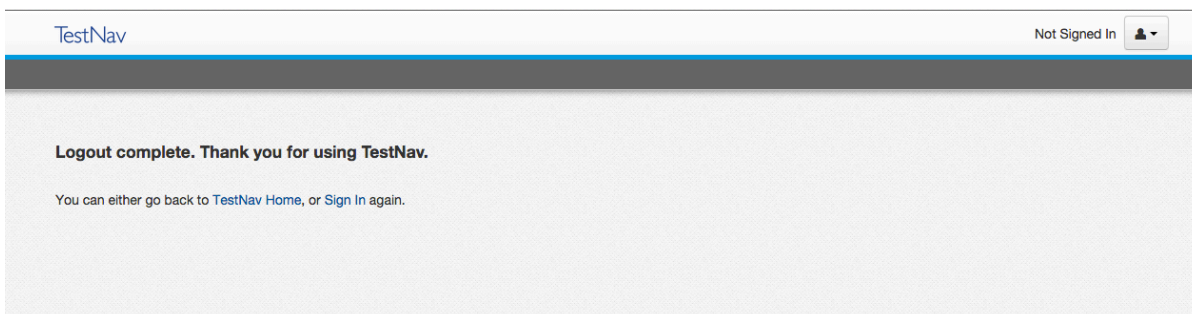 TestNav
Not Signed In
Logout complete. Thank you for using TestNav.
You can either go back to TestNav Home, or Sign In again.